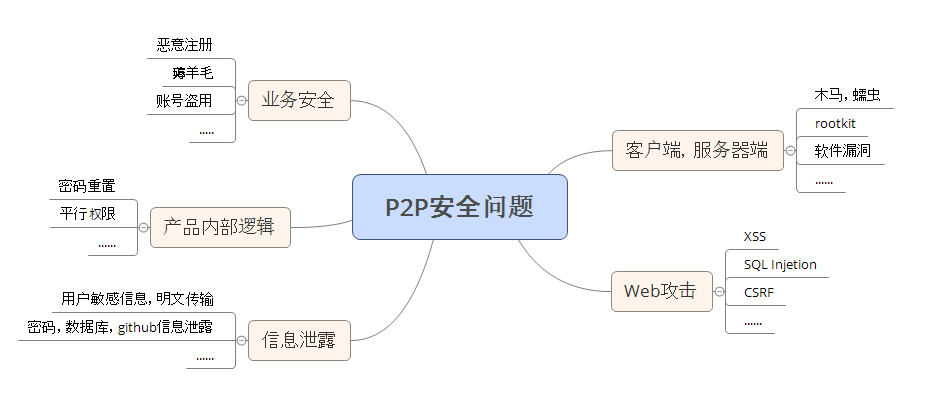 P2P安全问题
业务安全
恶意注册
薅羊毛
账号盗用
.....
产品内部逻辑
密码重置
平行权限
......
信息泄露
用户敏感信息，明文传输
密码，数据库，github信息泄露
......
客户端，服务器端
木马，蠕虫
rootkit
软件漏洞
......
Web攻击
XSS
SQL Injetion
CSRF
......